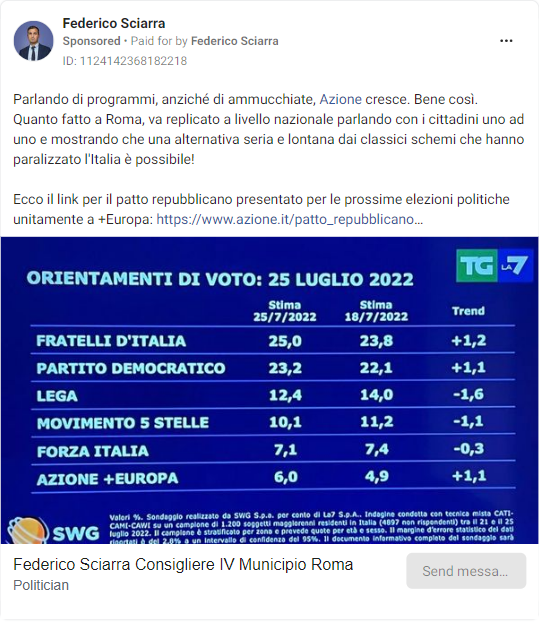 Federico Sciarra
Sponsored • Paid for by Federico Sciarra
ID: 1124142368182218
Parlando di programmi, anziché di ammucchiate, Azione cresce. Bene così.
Quanto fatto a Roma, va replicato a livello nazionale parlando con i cittadini uno ad
uno e mostrando che una alternativa seria e lontana dai classici schemi che hanno
paralizzato l'Italia è possibile!
Ecco il link per il patto repubblicano presentato per le prossime elezioni politiche
unitamente a +Europa: https://www.azione.it/patto_repubblicano...
TG LA7
ORIENTAMENTI DI VOTO: 25 LUGLIO 2022
Stima 25/7/2022 Stima 18/7/2022 Trend
FRATELLI D'ITALIA 25,0 23,8 +1,2
PARTITO DEMOCRATICO 23,2 22,1 +1,1
LEGA 12,4 14,0 -1,6
MOVIMENTO 5 STELLE 10,1 11,2 -1,1
FORZA ITALIA 7,1 7,4 -0,3
AZIONE +EUROPA 6,0 4,9 +1,1
SWG
Valori %. Sondaggio realizzato da SWG S.p.a. per conto di La7 S.p.A.. Indagine condotta con tecnica mista CATI-
CAMI-CAWI su un campione di 1.200 soggetti maggiorenni residenti in Italia (4897 non rispondenti) tra il 21 e il 25
luglio 2022. Il campione è stratificato per zona e prevede quote per età e sesso. Il margine d'errore statistico dei dati
riportati è del 2,8% a un intervallo di confidenza del 95%. Il documento informativo completo del sondaggio sarà
Federico Sciarra Consigliere IV Municipio Roma
Politician
Send messa...